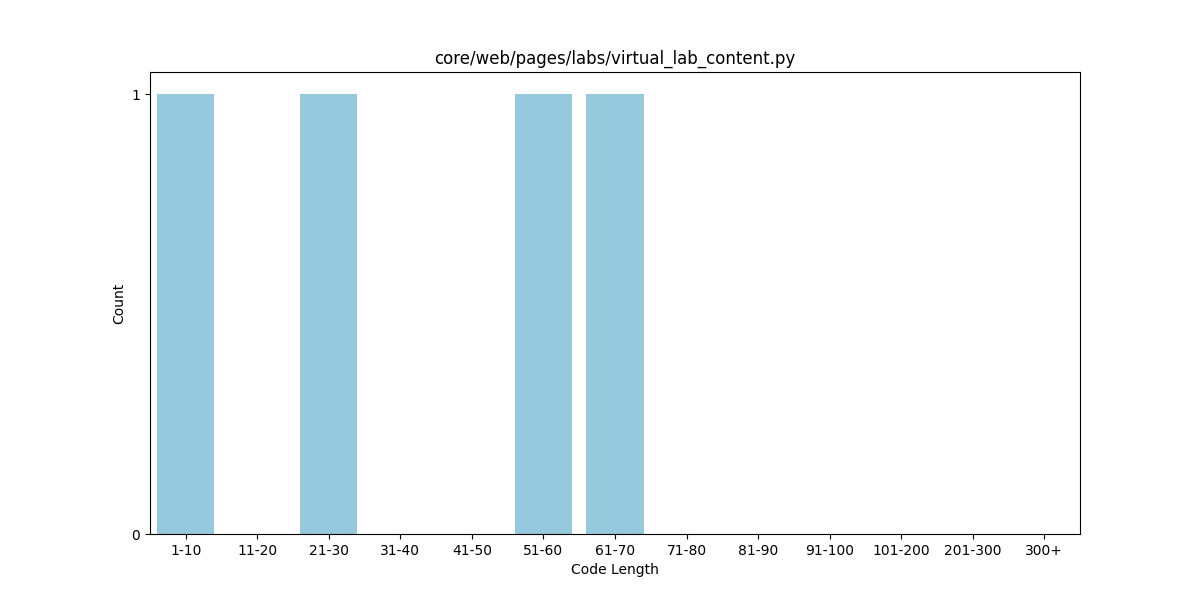 core/web/pages/labs/virtual_lab_content.py
1
0
Count
1-10 11-20 21-30 31-40 41-50 51-60 61-70 71-80 81-90 91-100 101-200 201-300 300+
Code Length